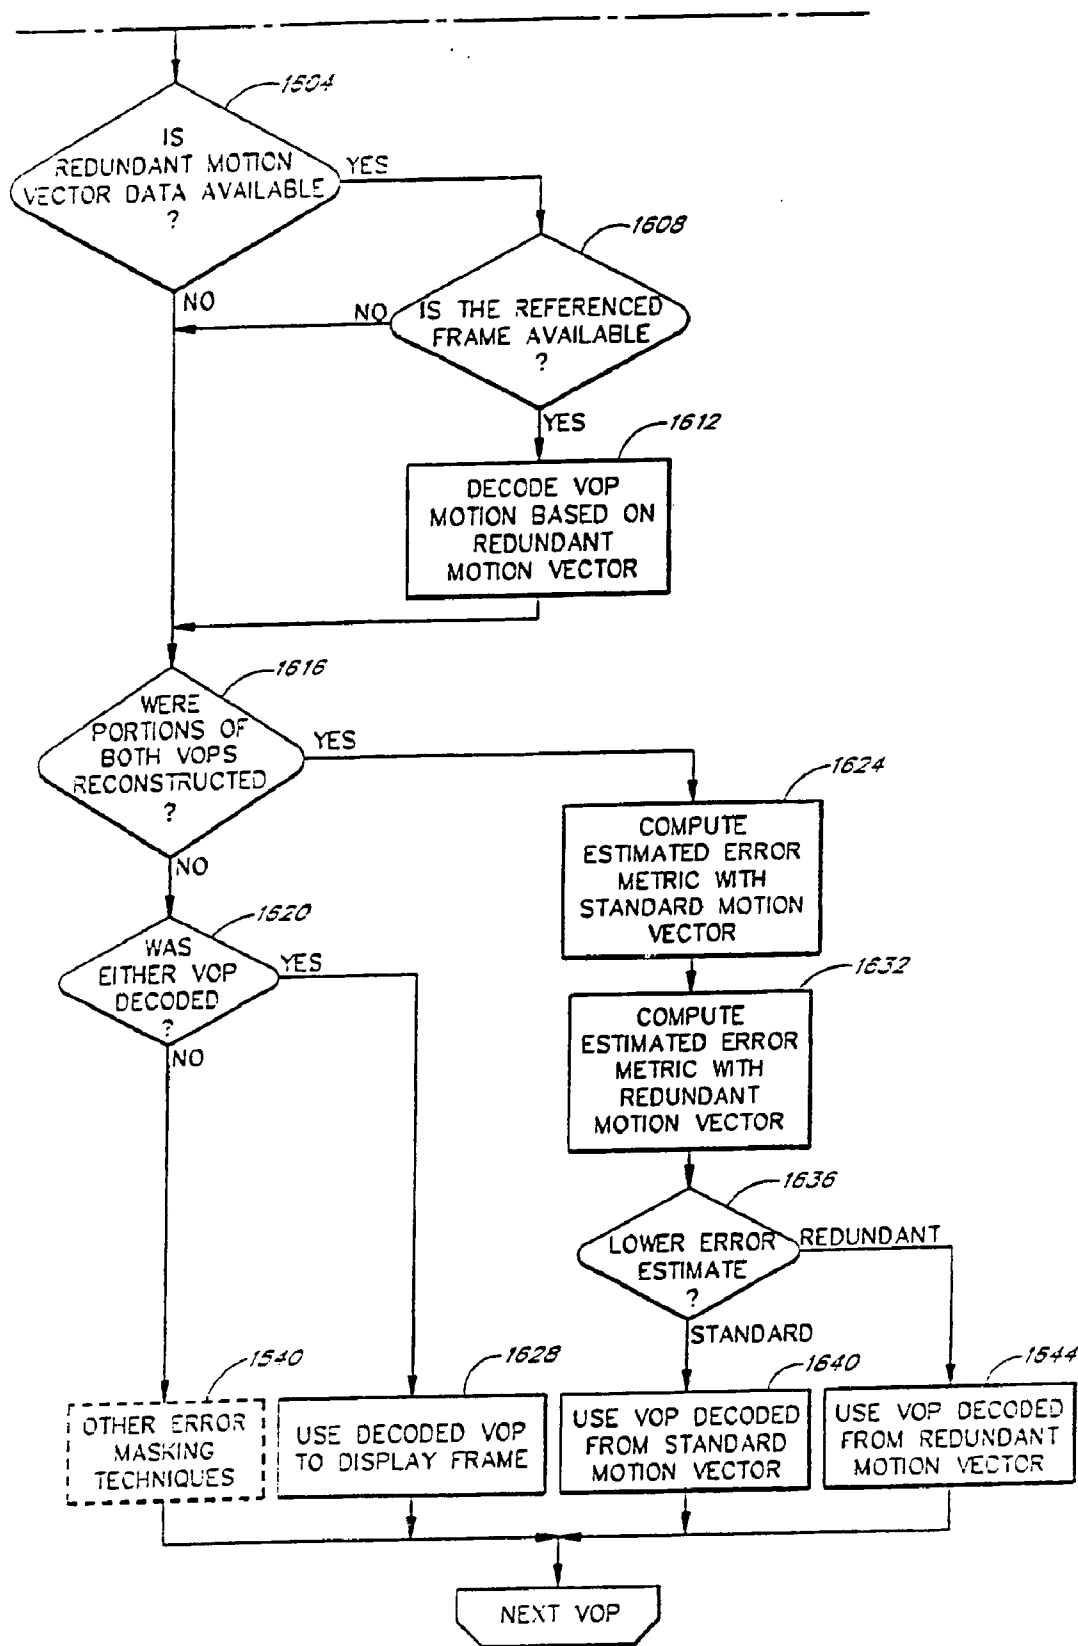 1604
IS
REDUNDANT MOTION
VECTOR DATA AVAILABLE
?
YES
NO
1608
IS THE REFERENCED
FRAME AVAILABLE
?
NO
YES
1612
DECODE VOP
MOTION BASED ON
REDUNDANT
MOTION VECTOR
1616
WERE
PORTIONS OF
BOTH VOPS
RECONSTRUCTED
?
YES
NO
1624
COMPUTE
ESTIMATED ERROR
METRIC WITH
STANDARD MOTION
VECTOR
1620
WAS
EITHER VOP
DECODED
?
YES
NO
1632
COMPUTE
ESTIMATED ERROR
METRIC WITH
REDUNDANT
MOTION VECTOR
1636
LOWER ERROR
ESTIMATE
?
REDUNDANT
STANDARD
1540
OTHER ERROR
MASKING
TECHNIQUES
1628
USE DECODED VOP
TO DISPLAY FRAME
1640
USE VOP DECODED
FROM STANDARD
MOTION VECTOR
1644
USE VOP DECODED
FROM REDUNDANT
MOTION VECTOR
NEXT VOP